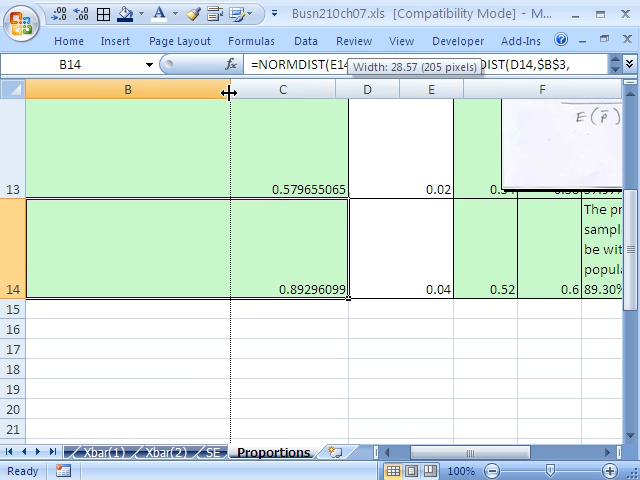 Busn210ch07.xls [Compatibility Mode] - M...
Home Insert Page Layout Formulas Data Review View Developer Add-Ins
B14 =NORMDIST(E14 DIST(D14,$B$3,
Width: 28.57 (205 pixels)
B C D E F
E(p̄)
13 0.579655065 0.02
14 0.89296099 0.04 0.52 0.6
The pr
sampl
be wit
popula
89.30%
15
16
17
18
19
20
21
Xbar(1) Xbar(2) SE Proportions
Ready 100%